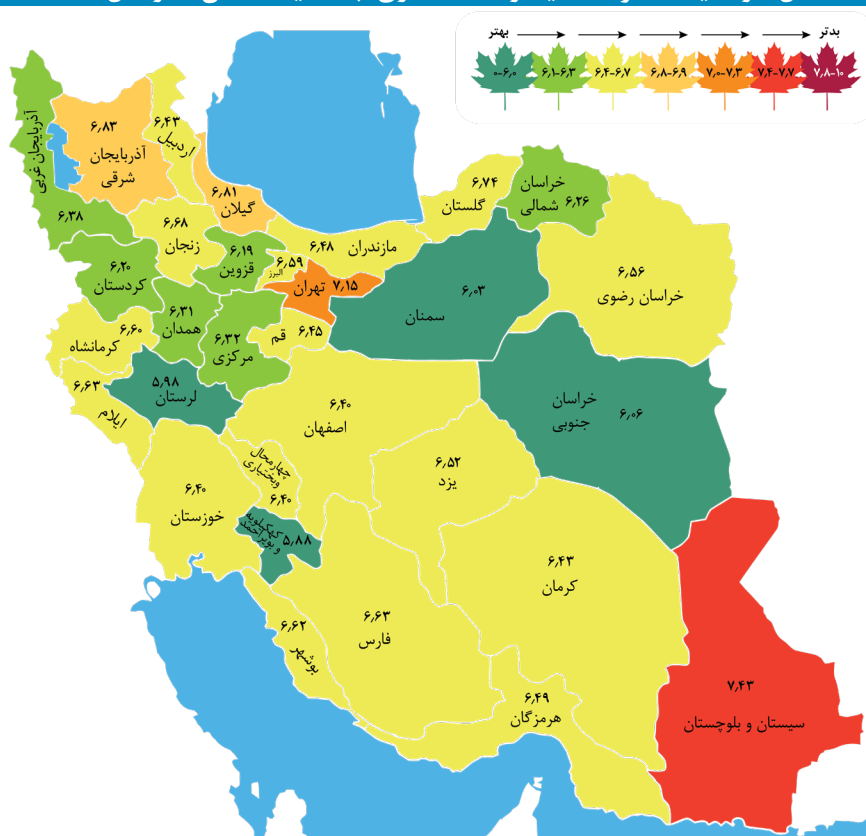 بهتر
بدتر
۰-۶٫۰
۶٫۱-۶٫۳
۶٫۴-۶٫۷
۶٫۸-۶٫۹
۷٫۰-۷٫۳
۷٫۴-۷٫۷
۷٫۸-۱۰
آذربایجان غربی
۶٫۳۸
۶٫۸۳
آذربایجان
شرقی
۶٫۴۳
اردبیل
۶٫۸۱
گیلان
۶٫۷۴
گلستان
خراسان
شمالی
۶٫۲۶
۶٫۶۸
زنجان
۶٫۱۹
قزوین
۶٫۵۹
البرز
۶٫۴۸
مازندران
۷٫۱۵
تهران
۶٫۰۳
سمنان
۶٫۵۶
خراسان رضوی
۶٫۲۰
کردستان
۶٫۳۱
همدان
۶٫۳۲
مرکزی
۶٫۴۵
قم
۶٫۶۰
کرمانشاه
۶٫۶۳
ایلام
۵٫۹۸
لرستان
۶٫۴۰
اصفهان
خراسان
جنوبی
۶٫۰۶
۶٫۴۰
خوزستان
چهارمحال
وبختیاری
۶٫۴۰
۶٫۵۲
یزد
کهگیلویه
و بویراحمد
۵٫۸۸
۶٫۴۳
کرمان
۶٫۶۲
بوشهر
۶٫۶۳
فارس
۶٫۴۹
هرمزگان
۷٫۴۳
سیستان و بلوچستان